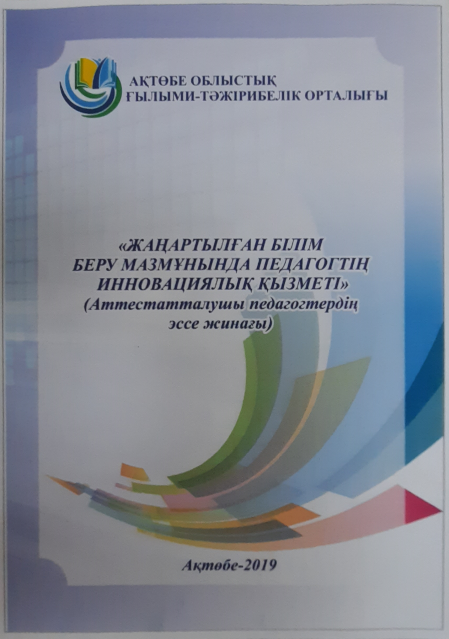 АҚТӨБЕ ОБЛЫСТЫҚ
ҒЫЛЫМИ-ТӘЖІРИБЕЛІК ОРТАЛЫҒЫ
«ЖАҢАРТЫЛҒАН БІЛІМ
БЕРУ МАЗМҰНЫНДА ПЕДАГОГТІҢ
ИННОВАЦИЯЛЫҚ ҚЫЗМЕТІ»
(Аттестатталушы педагогтердің
эссе жинағы)
Ақтөбе-2019